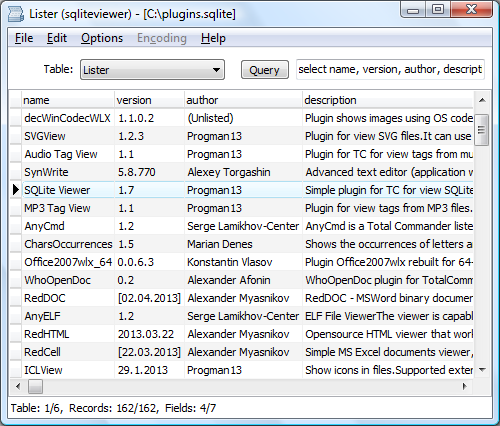 Lister (sqliteviewer) - [C:\plugins.sqlite]
File Edit Options Encoding Help
Table: Lister Query select name, version, author, descript
name version author description
decWinCodecWLX 1.1.0.2 (Unlisted) Plugin shows images using OS code
SVGView 1.2.3 Progman13 Plugin for view SVG files.It can use
Audio Tag View 1.1 Progman13 Plugin for TC for view tags from mu
SynWrite 5.8.770 Alexey Torgashin Advanced text editor (application w
SQLite Viewer 1.7 Progman13 Simple plugin for TC for view SQLite
MP3 Tag View 1.1 Progman13 Plugin for view tags from MP3 files.
AnyCmd 1.2 Serge Lamikhov-Center AnyCmd is a Total Commander liste
CharsOccurrences 1.5 Marian Denes Shows the occurrences of letters a
Office2007wlx_64 0.0.6.3 Konstantin Vlasov Plugin Office2007wlx rebuilt for 64-
WhoOpenDoc 0.2 Alexander Afonin WhoOpenDoc plugin for TotalComm
RedDOC [02.04.2013] Alexander Myasnikov RedDOC - MSWord binary documen
AnyELF 1.2 Serge Lamikhov-Center ELF File ViewerThe viewer is capabl
RedHTML 2013.03.22 Alexander Myasnikov Opensource HTML viewer that work
RedCell [22.03.2013] Alexander Myasnikov Simple MS Excel documents viewer,
ICLView 29.1.2013 Progman13 Show icons in files.Supported exten
Table: 1/6, Records: 162/162, Fields: 4/7